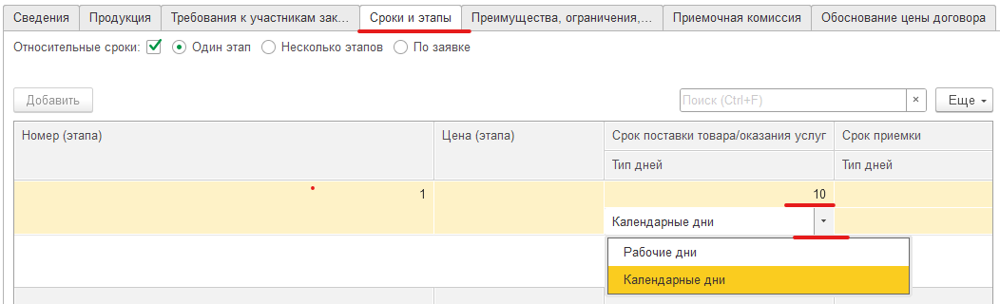 Сведения Продукция Требования к участникам зак... Сроки и этапы Преимущества, ограничения,... Приемочная комиссия Обоснование цены договора
Относительные сроки: Один этап Несколько этапов По заявке
Добавить Поиск (Ctrl+F) × Еще
Номер (этапа) Цена (этапа) Срок поставки товара/оказания услуг Срок приемки
Тип дней Тип дней
1 10
Календарные дни
Рабочие дни
Календарные дни